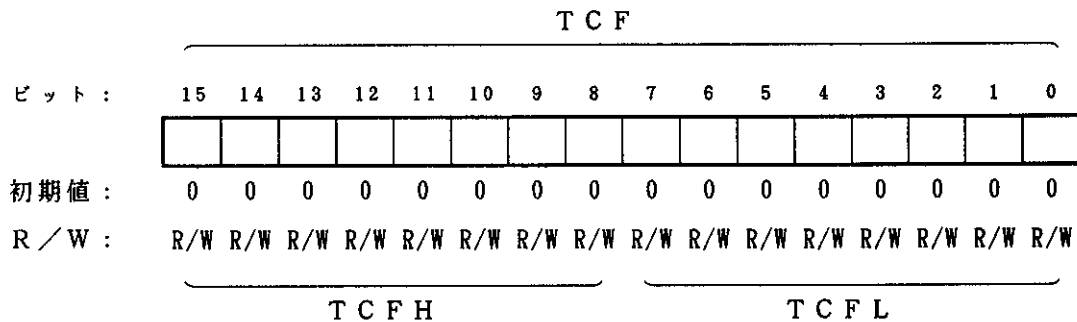 TCF
ビット： 15 14 13 12 11 10 9 8 7 6 5 4 3 2 1 0
初期値： 0 0 0 0 0 0 0 0 0 0 0 0 0 0 0 0
R／W： R/W R/W R/W R/W R/W R/W R/W R/W R/W R/W R/W R/W R/W R/W R/W R/W
TCFH TCFL